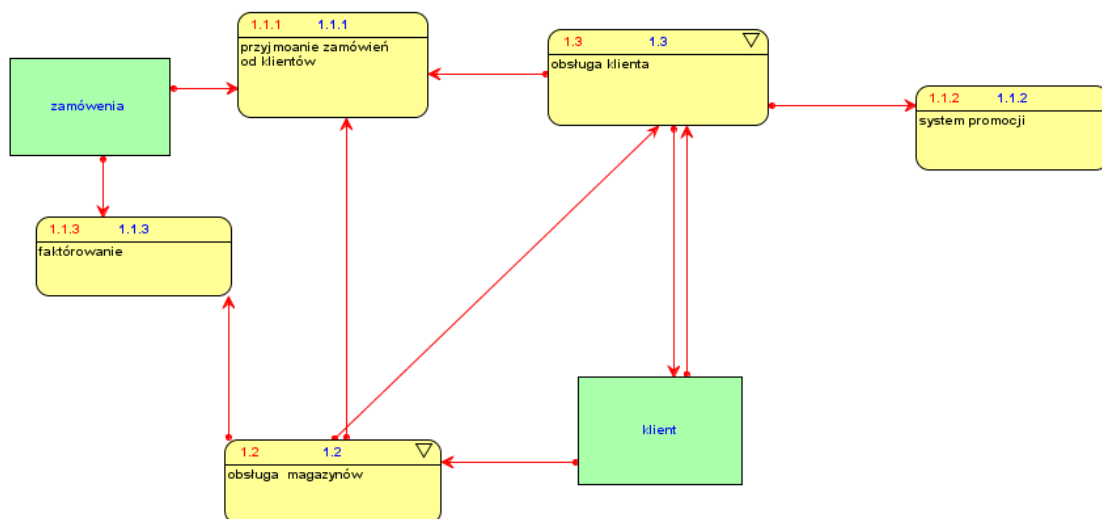 1.1.1 1.1.1
przyjmoanie zamówień
od klientów
1.3 1.3
obsługa klienta
zamówenia
1.1.2 1.1.2
system promocji
1.1.3 1.1.3
faktórowanie
klient
1.2 1.2
obsługa magazynów